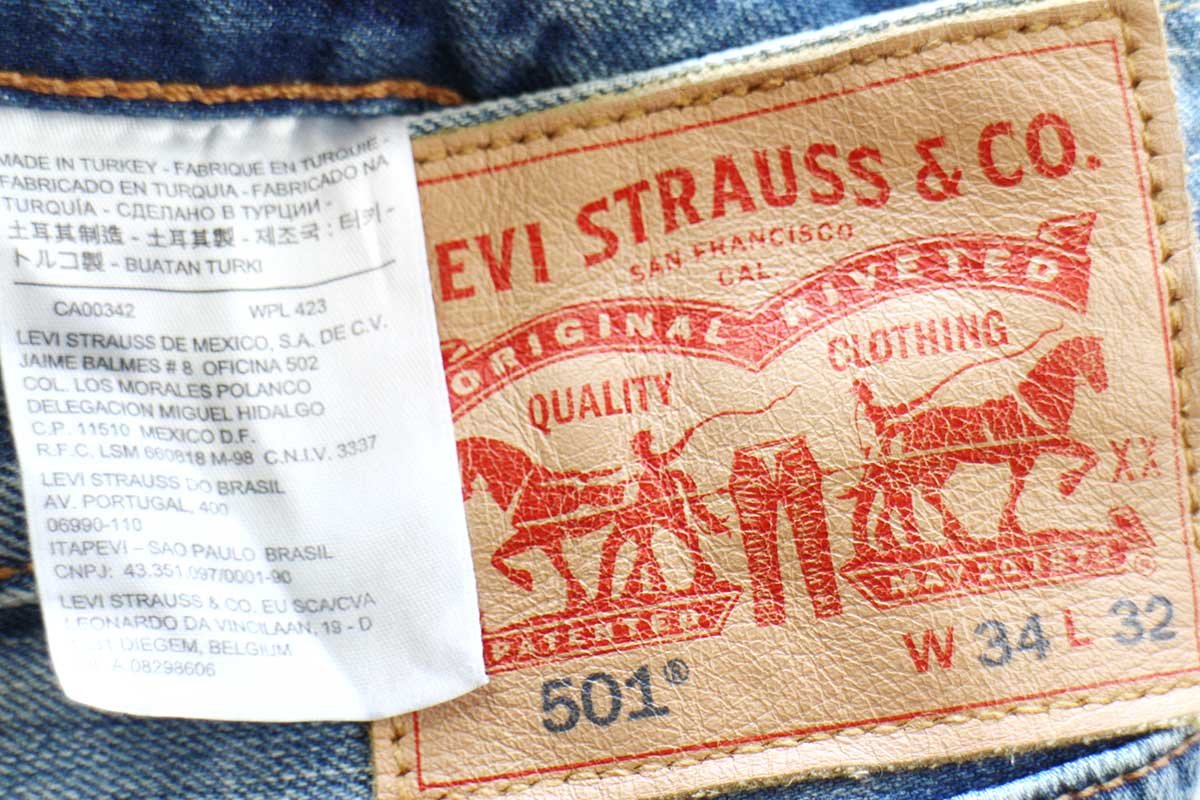 MADE IN TURKEY - FABRIQUE EN TURQUIE -
FABRICADO EN TURQUIA - FABRICADO NA
TURQUÍA - СДЕЛАНО В ТУРЦИИ -
土耳其制造 - 土耳其製 - 제조국 : 터키 -
トルコ製 - BUATAN TURKI
CA00342 WPL 423
LEVI STRAUSS DE MEXICO, S.A. DE C.V.
JAIME BALMES # 8 OFICINA 502
COL. LOS MORALES POLANCO
DELEGACION MIGUEL HIDALGO
C.P. 11510 MEXICO D.F.
R.F.C. LSM 660818 M-98 C.N.I.V. 3337
LEVI STRAUSS DO BRASIL
AV. PORTUGAL, 400
06990-110
ITAPEVI - SAO PAULO BRASIL
CNPJ: 43.351.097/0001-90
LEVI STRAUSS & CO. EU SCA/CVA
LEONARDO DA VINCILAAN, 19 - D
DIEGEM, BELGIUM
08298606
LEVI STRAUSS & CO.
SAN FRANCISCO
CAL.
ORIGINAL RIVETED
QUALITY CLOTHING
XX
PATENTED MAY 20 1873 ®
501® W 34 L 32